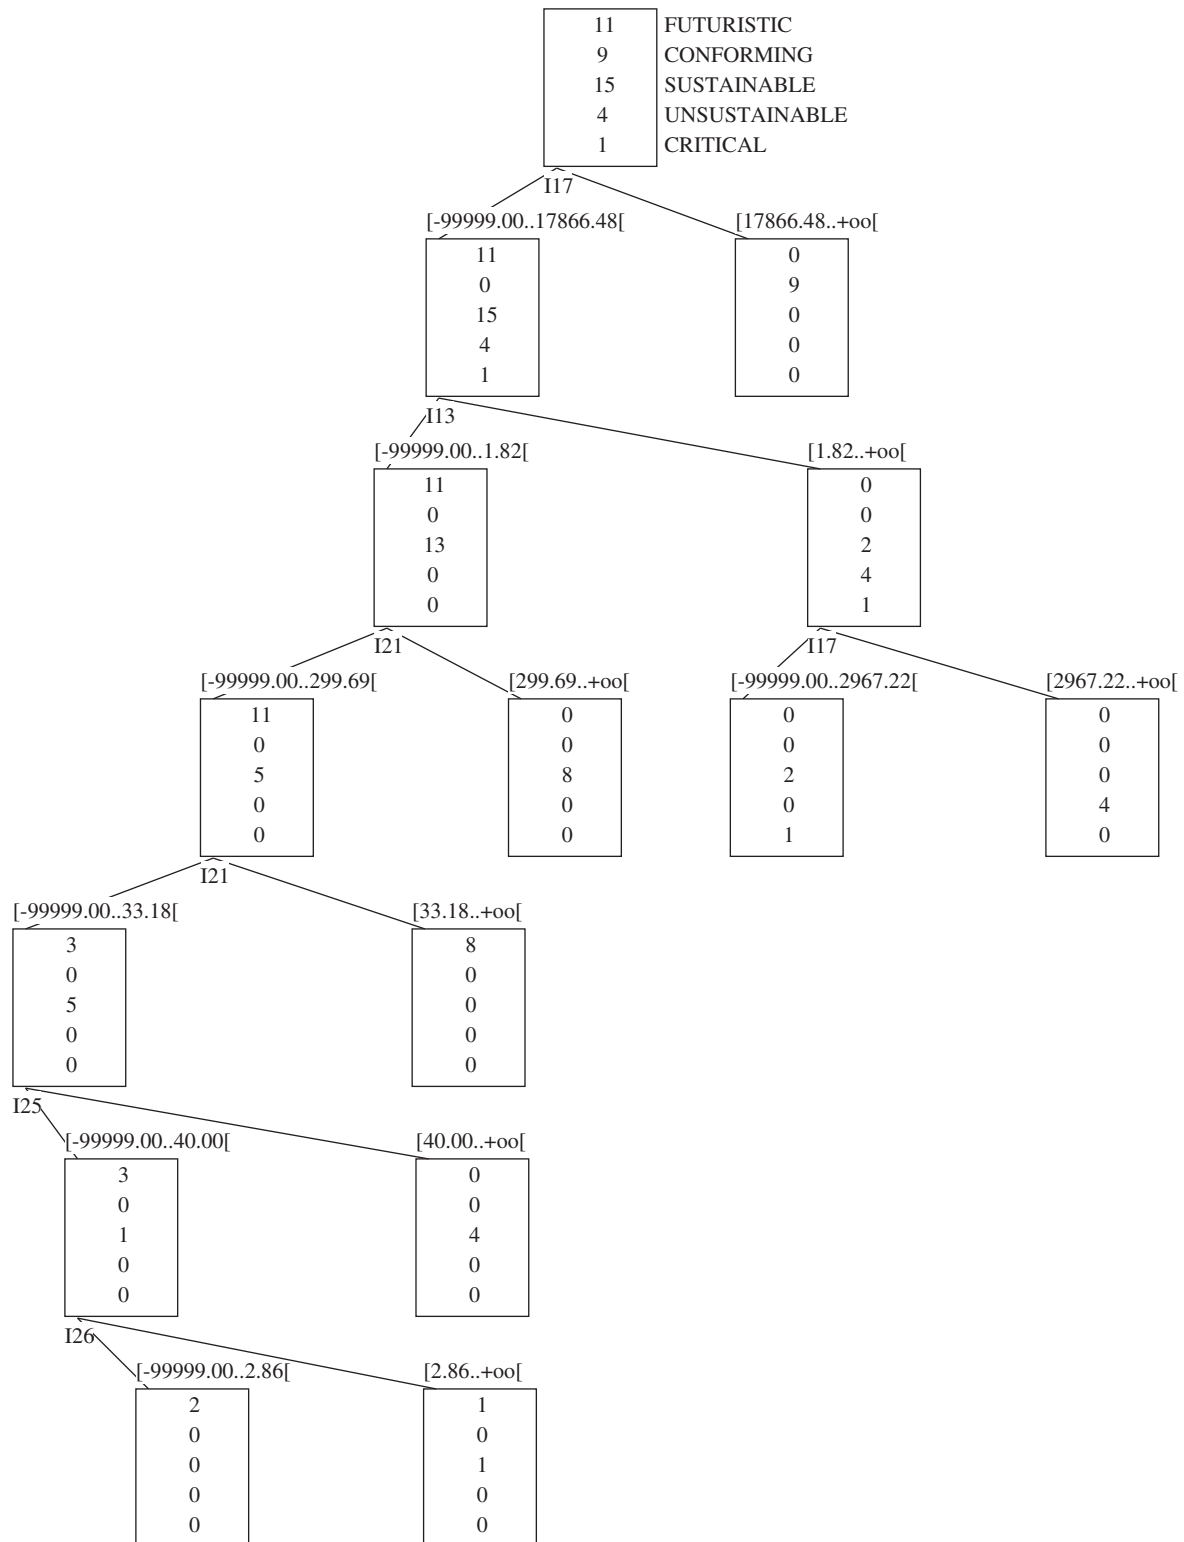 11 FUTURISTIC
9 CONFORMING
15 SUSTAINABLE
4 UNSUSTAINABLE
1 CRITICAL
I17
[-99999.00..17866.48[ [17866.48..+oo[
11 0
0 9
15 0
4 0
1 0
I13
[-99999.00..1.82[ [1.82..+oo[
11 0
0 0
13 2
0 4
0 1
I21 I17
[-99999.00..299.69[ [299.69..+oo[ [-99999.00..2967.22[ [2967.22..+oo[
11 0 0 0
0 0 0 0
5 8 2 0
0 0 0 4
0 0 1 0
I21
[-99999.00..33.18[ [33.18..+oo[
3 8
0 0
5 0
0 0
0 0
I25
[-99999.00..40.00[ [40.00..+oo[
3 0
0 0
1 4
0 0
0 0
I26
[-99999.00..2.86[ [2.86..+oo[
2 1
0 0
0 1
0 0
0 0